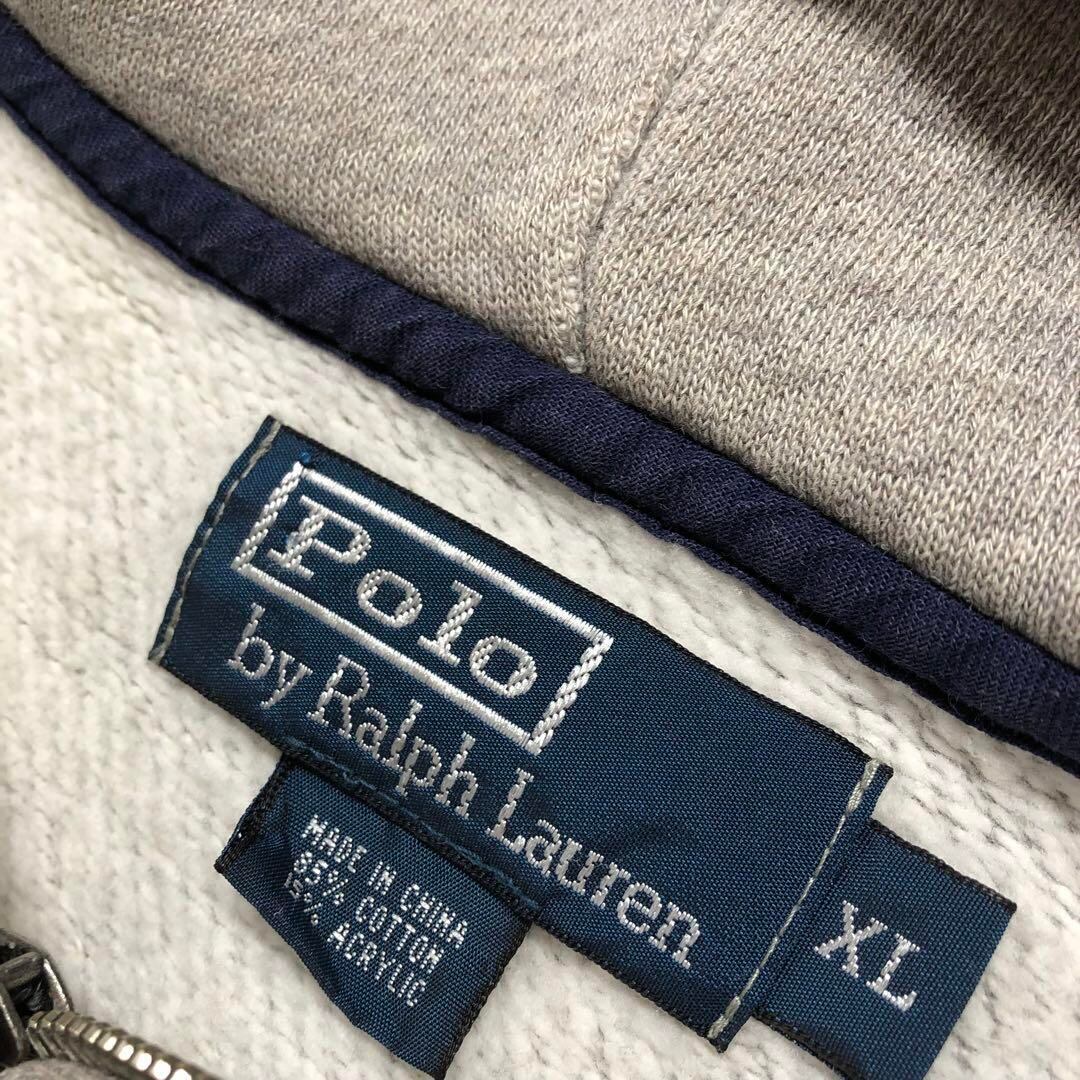 Polo
by Ralph Lauren
XL
MADE IN CHINA
85% COTTON
15% ACRYLIC